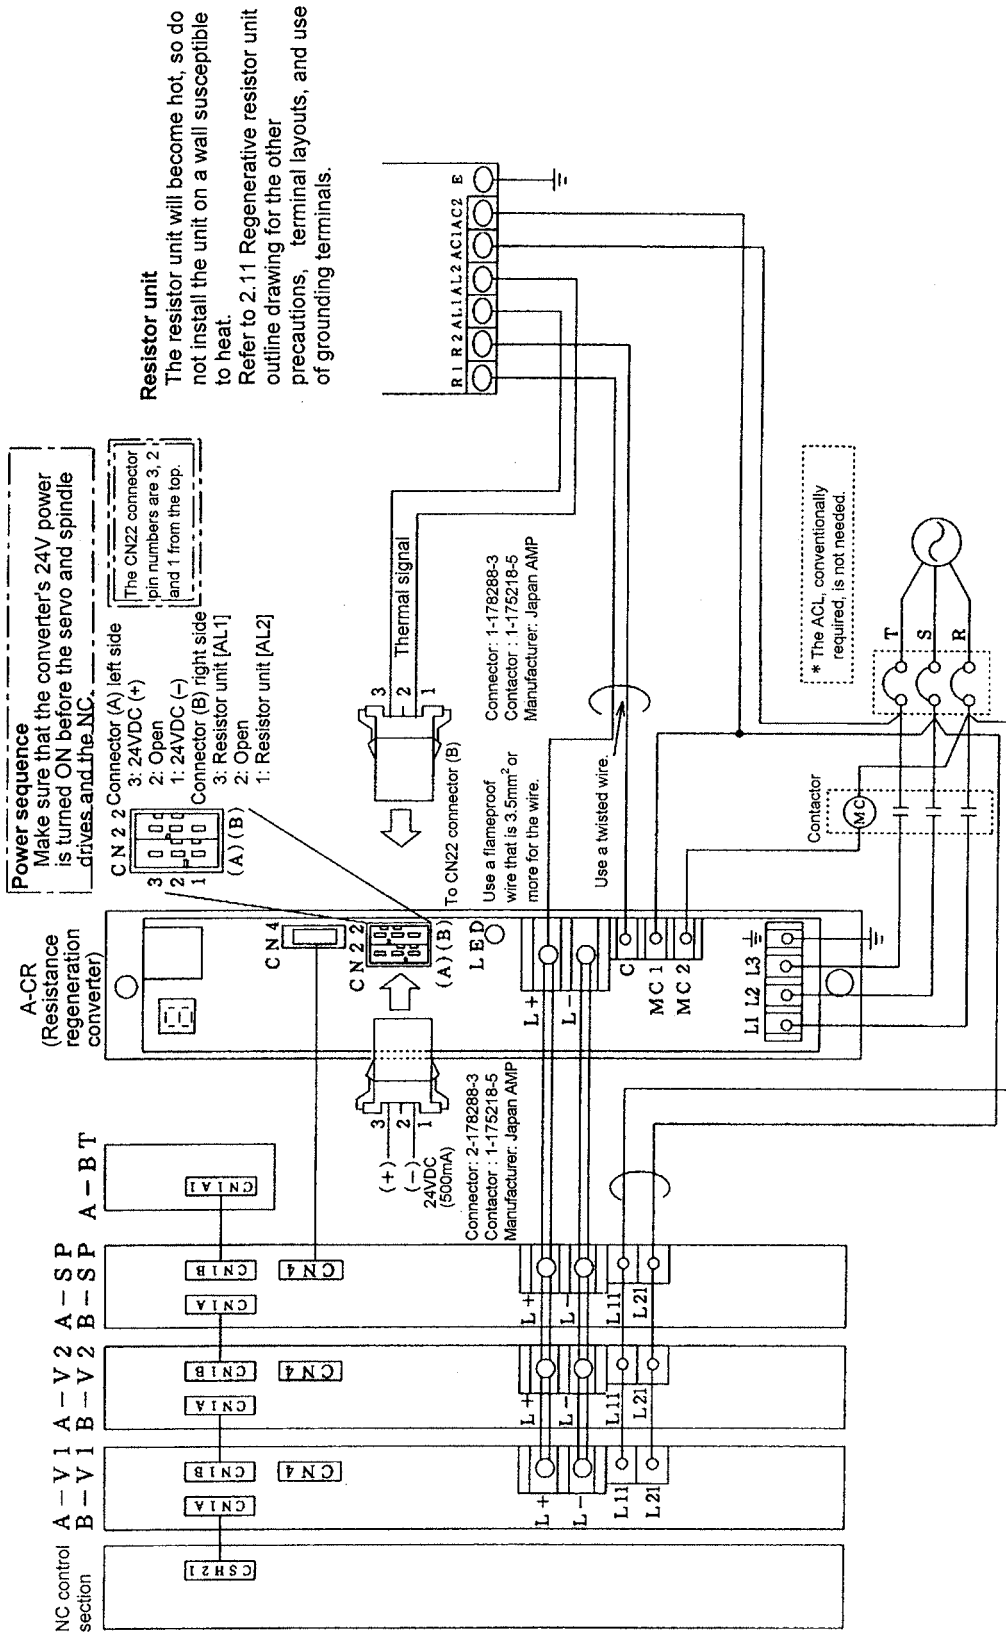 Power sequence
Make sure that the converter's 24V power
is turned ON before the servo and spindle
drives and the NC.
CN22
Connector (A) left side
3: 24VDC (+)
2: Open
1: 24VDC (−)
Connector (B) right side
3: Resistor unit [AL1]
2: Open
1: Resistor unit [AL2]
3
2
1
(A) (B)
The CN22 connector
pin numbers are 3, 2
and 1 from the top.
Resistor unit
The resistor unit will become hot, so do
not install the unit on a wall susceptible
to heat.
Refer to 2.11 Regenerative resistor unit
outline drawing for the other
precautions, terminal layouts, and use
of grounding terminals.
NC control
section
A−V1
B−V1
A−V2
B−V2
A−SP
B−SP
A−BT
A-CR
(Resistance
regeneration
converter)
CSH21
CN1A
CN1B
CN4
CN1A
CN1B
CN4
CN1A
CN1B
CN4
CN1A1
CN4
CN22
(A) (B)
LED
3
2
1
(+)
(−)
24VDC
(500mA)
Connector: 2-178288-3
Contactor : 1-175218-5
Manufacturer: Japan AMP
3
2
1
Thermal signal
To CN22 connector (B)
Connector: 1-178288-3
Contactor : 1-175218-5
Manufacturer: Japan AMP
Use a flameproof
wire that is 3.5mm² or
more for the wire.
Use a twisted wire.
R1 R2 AL1 AL2 AC1 AC2 E
L+
L−
L11
L21
L+
L−
L11
L21
L+
L−
L11
L21
L+
L−
C
MC1
MC2
L1 L2 L3
Contactor
MC
T
S
R
* The ACL, conventionally
required, is not needed.